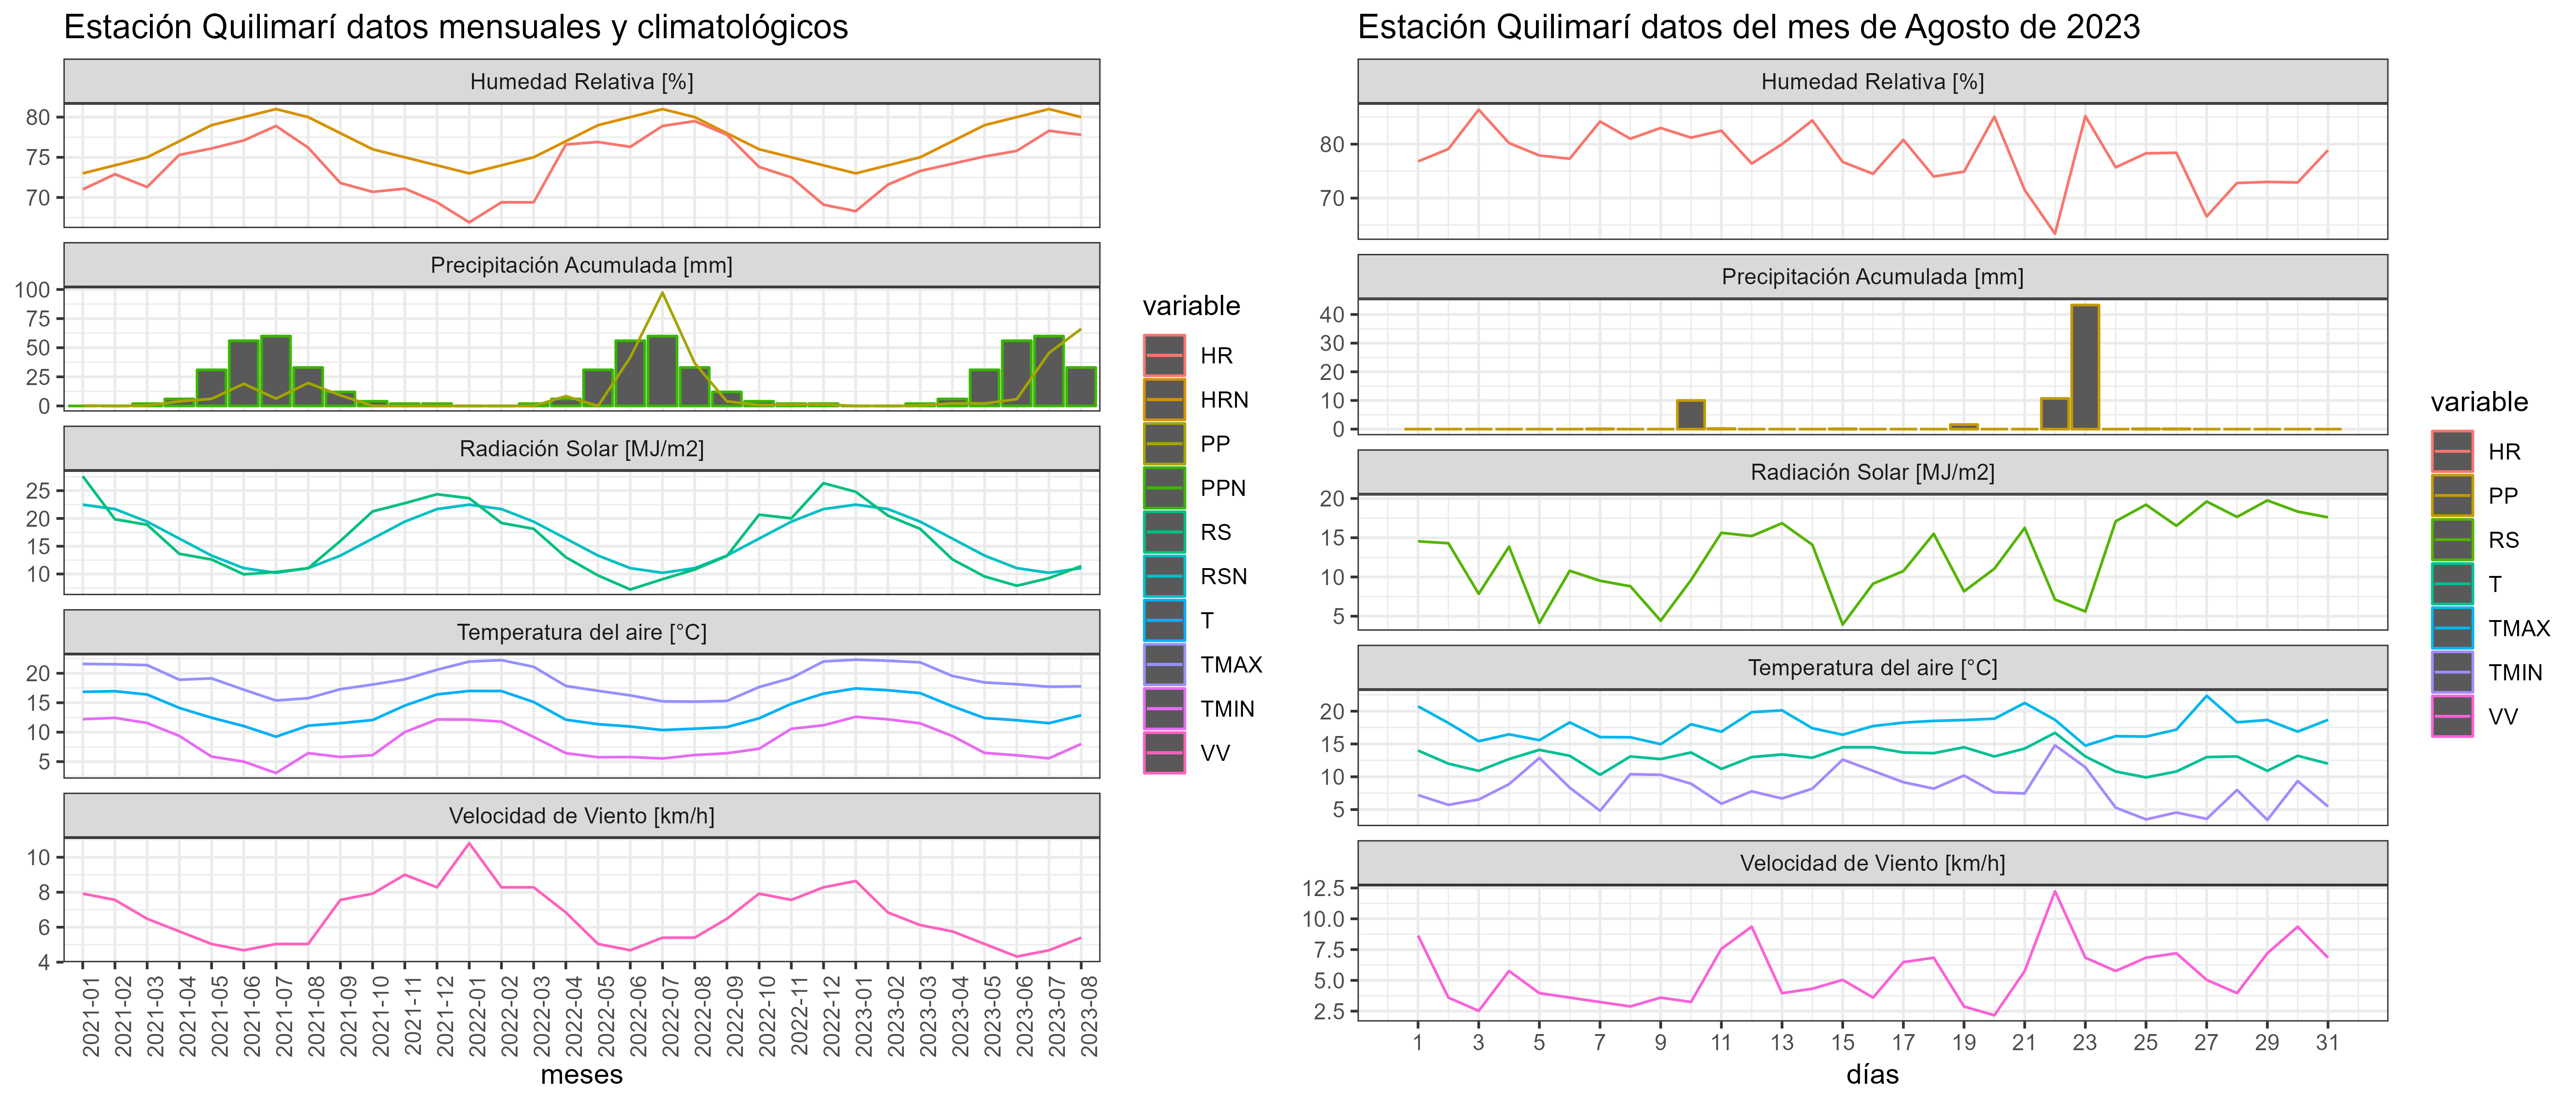 Estación Quilimarí datos mensuales y climatológicos
Humedad Relativa [%]
80
75
70
Precipitación Acumulada [mm]
100
75
50
25
0
Radiación Solar [MJ/m2]
25
20
15
10
Temperatura del aire [°C]
20
15
10
5
Velocidad de Viento [km/h]
10
8
6
4
2021-01
2021-02
2021-03
2021-04
2021-05
2021-06
2021-07
2021-08
2021-09
2021-10
2021-11
2021-12
2022-01
2022-02
2022-03
2022-04
2022-05
2022-06
2022-07
2022-08
2022-09
2022-10
2022-11
2022-12
2023-01
2023-02
2023-03
2023-04
2023-05
2023-06
2023-07
2023-08
meses
variable
HR
HRN
PP
PPN
RS
RSN
T
TMAX
TMIN
VV
Estación Quilimarí datos del mes de Agosto de 2023
Humedad Relativa [%]
80
70
Precipitación Acumulada [mm]
40
30
20
10
0
Radiación Solar [MJ/m2]
20
15
10
5
Temperatura del aire [°C]
20
15
10
5
Velocidad de Viento [km/h]
12.5
10.0
7.5
5.0
2.5
1 3 5 7 9 11 13 15 17 19 21 23 25 27 29 31
días
variable
HR
PP
RS
T
TMAX
TMIN
VV